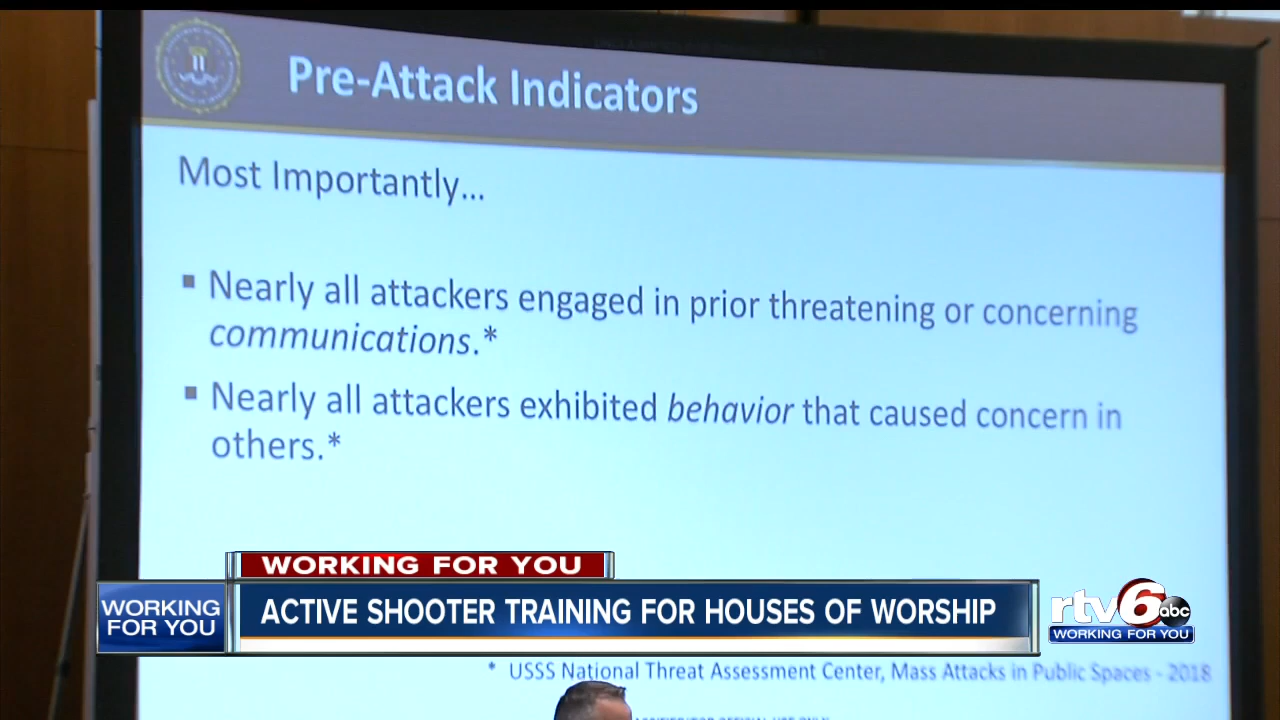 Pre-Attack Indicators
Most Importantly...
▪ Nearly all attackers engaged in prior threatening or concerning
communications.*
▪ Nearly all attackers exhibited behavior that caused concern in
others.*
WORKING FOR YOU
WORKING
FOR YOU
ACTIVE SHOOTER TRAINING FOR HOUSES OF WORSHIP
rtv6 abc
WORKING FOR YOU
* USSS National Threat Assessment Center, Mass Attacks in Public Spaces - 2018